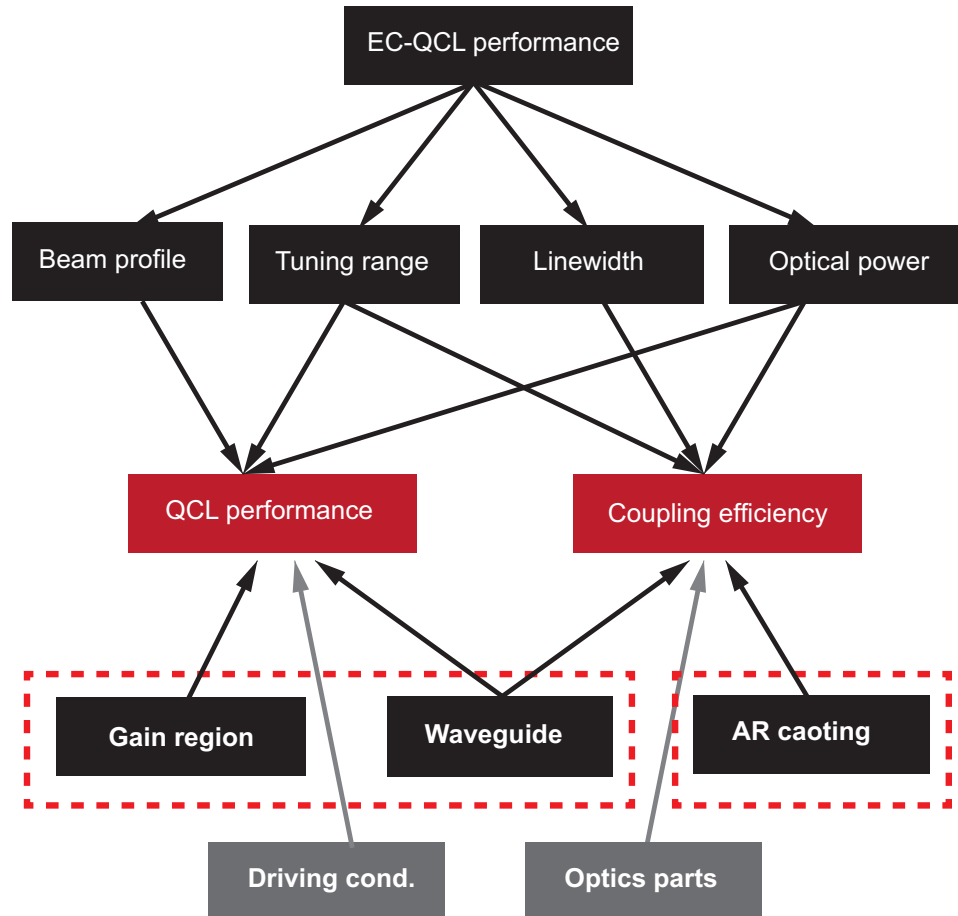 EC-QCL performance
Beam profile
Tuning range
Linewidth
Optical power
QCL performance
Coupling efficiency
Gain region
Waveguide
AR caoting
Driving cond.
Optics parts